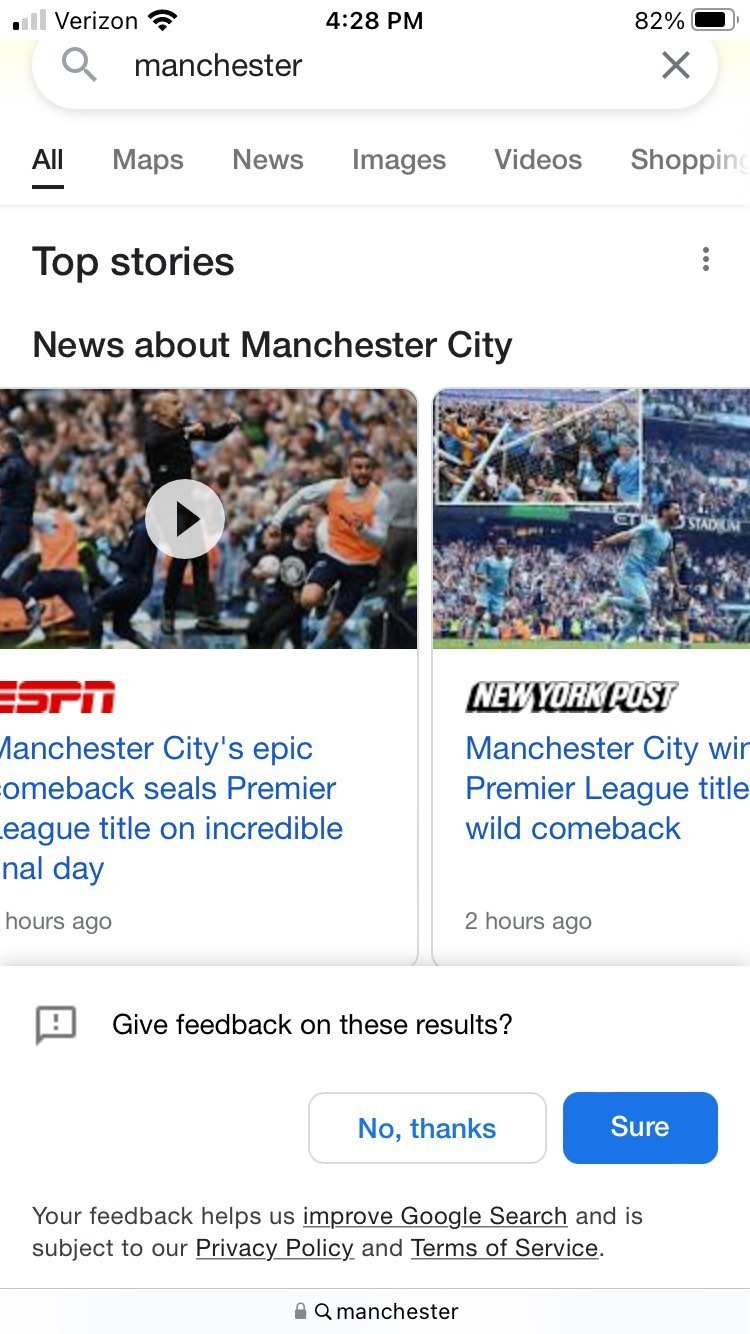 Verizon 4:28 PM 82%
manchester
All Maps News Images Videos Shopping
Top stories
News about Manchester City
STADIUM
ESPN
Manchester City's epic
comeback seals Premier
League title on incredible
nal day
hours ago
NEW YORK POST
Manchester City win
Premier League title
wild comeback
2 hours ago
Give feedback on these results?
No, thanks Sure
Your feedback helps us improve Google Search and is
subject to our Privacy Policy and Terms of Service.
manchester